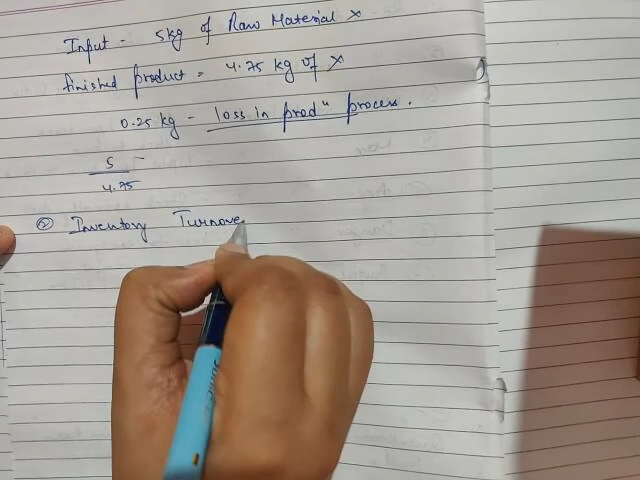 Input - 5kg of Raw Material X
finished product = 4.75 kg of X
0.25 kg - loss in prodⁿ process.
5
4.75
② Inventory Turnove